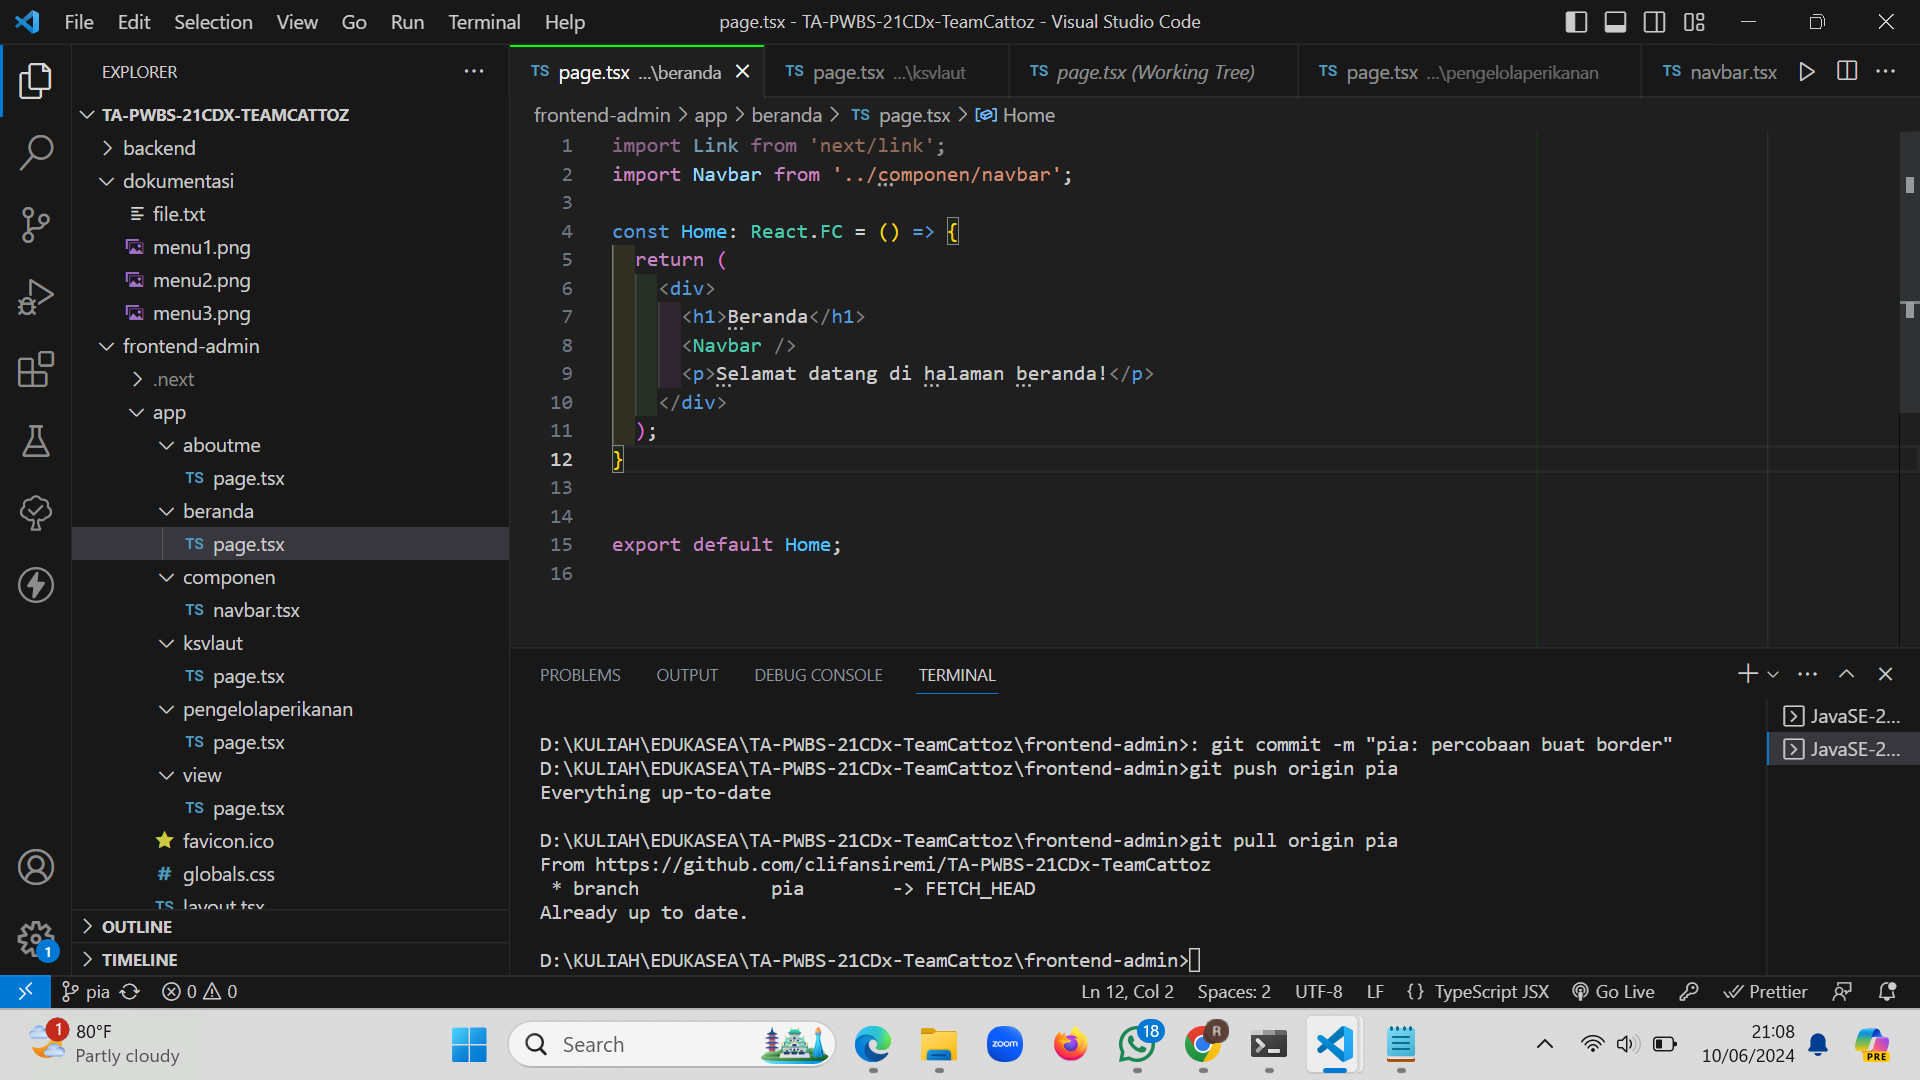 File Edit Selection View Go Run Terminal Help
page.tsx - TA-PWBS-21CDx-TeamCattoz - Visual Studio Code
EXPLORER
TA-PWBS-21CDX-TEAMCATTOZ
backend
dokumentasi
file.txt
menu1.png
menu2.png
menu3.png
frontend-admin
.next
app
aboutme
TS page.tsx
beranda
TS page.tsx
componen
TS navbar.tsx
ksvlaut
TS page.tsx
pengelolaperikanan
TS page.tsx
view
TS page.tsx
favicon.ico
# globals.css
TS layout.tsx
OUTLINE
TIMELINE
TS page.tsx ...\beranda
TS page.tsx ...\ksvlaut
TS page.tsx (Working Tree)
TS page.tsx ...\pengelolaperikanan
TS navbar.tsx
frontend-admin > app > beranda > TS page.tsx > Home
1 import Link from 'next/link';
2 import Navbar from '../componen/navbar';
3
4 const Home: React.FC = () => {
5 return (
6 <div>
7 <h1>Beranda</h1>
8 <Navbar />
9 <p>Selamat datang di halaman beranda!</p>
10 </div>
11 );
12 }
13
14
15 export default Home;
16
PROBLEMS OUTPUT DEBUG CONSOLE TERMINAL
D:\KULIAH\EDUKASEA\TA-PWBS-21CDx-TeamCattoz\frontend-admin>: git commit -m "pia: percobaan buat border"
D:\KULIAH\EDUKASEA\TA-PWBS-21CDx-TeamCattoz\frontend-admin>git push origin pia
Everything up-to-date
D:\KULIAH\EDUKASEA\TA-PWBS-21CDx-TeamCattoz\frontend-admin>git pull origin pia
From https://github.com/clifansiremi/TA-PWBS-21CDx-TeamCattoz
* branch pia -> FETCH_HEAD
Already up to date.
D:\KULIAH\EDUKASEA\TA-PWBS-21CDx-TeamCattoz\frontend-admin>
JavaSE-2...
JavaSE-2...
1
pia 0 0
Ln 12, Col 2 Spaces: 2 UTF-8 LF {} TypeScript JSX Go Live Prettier
1
80°F
Partly cloudy
Search
zoom
18
R
PRE
21:08
10/06/2024